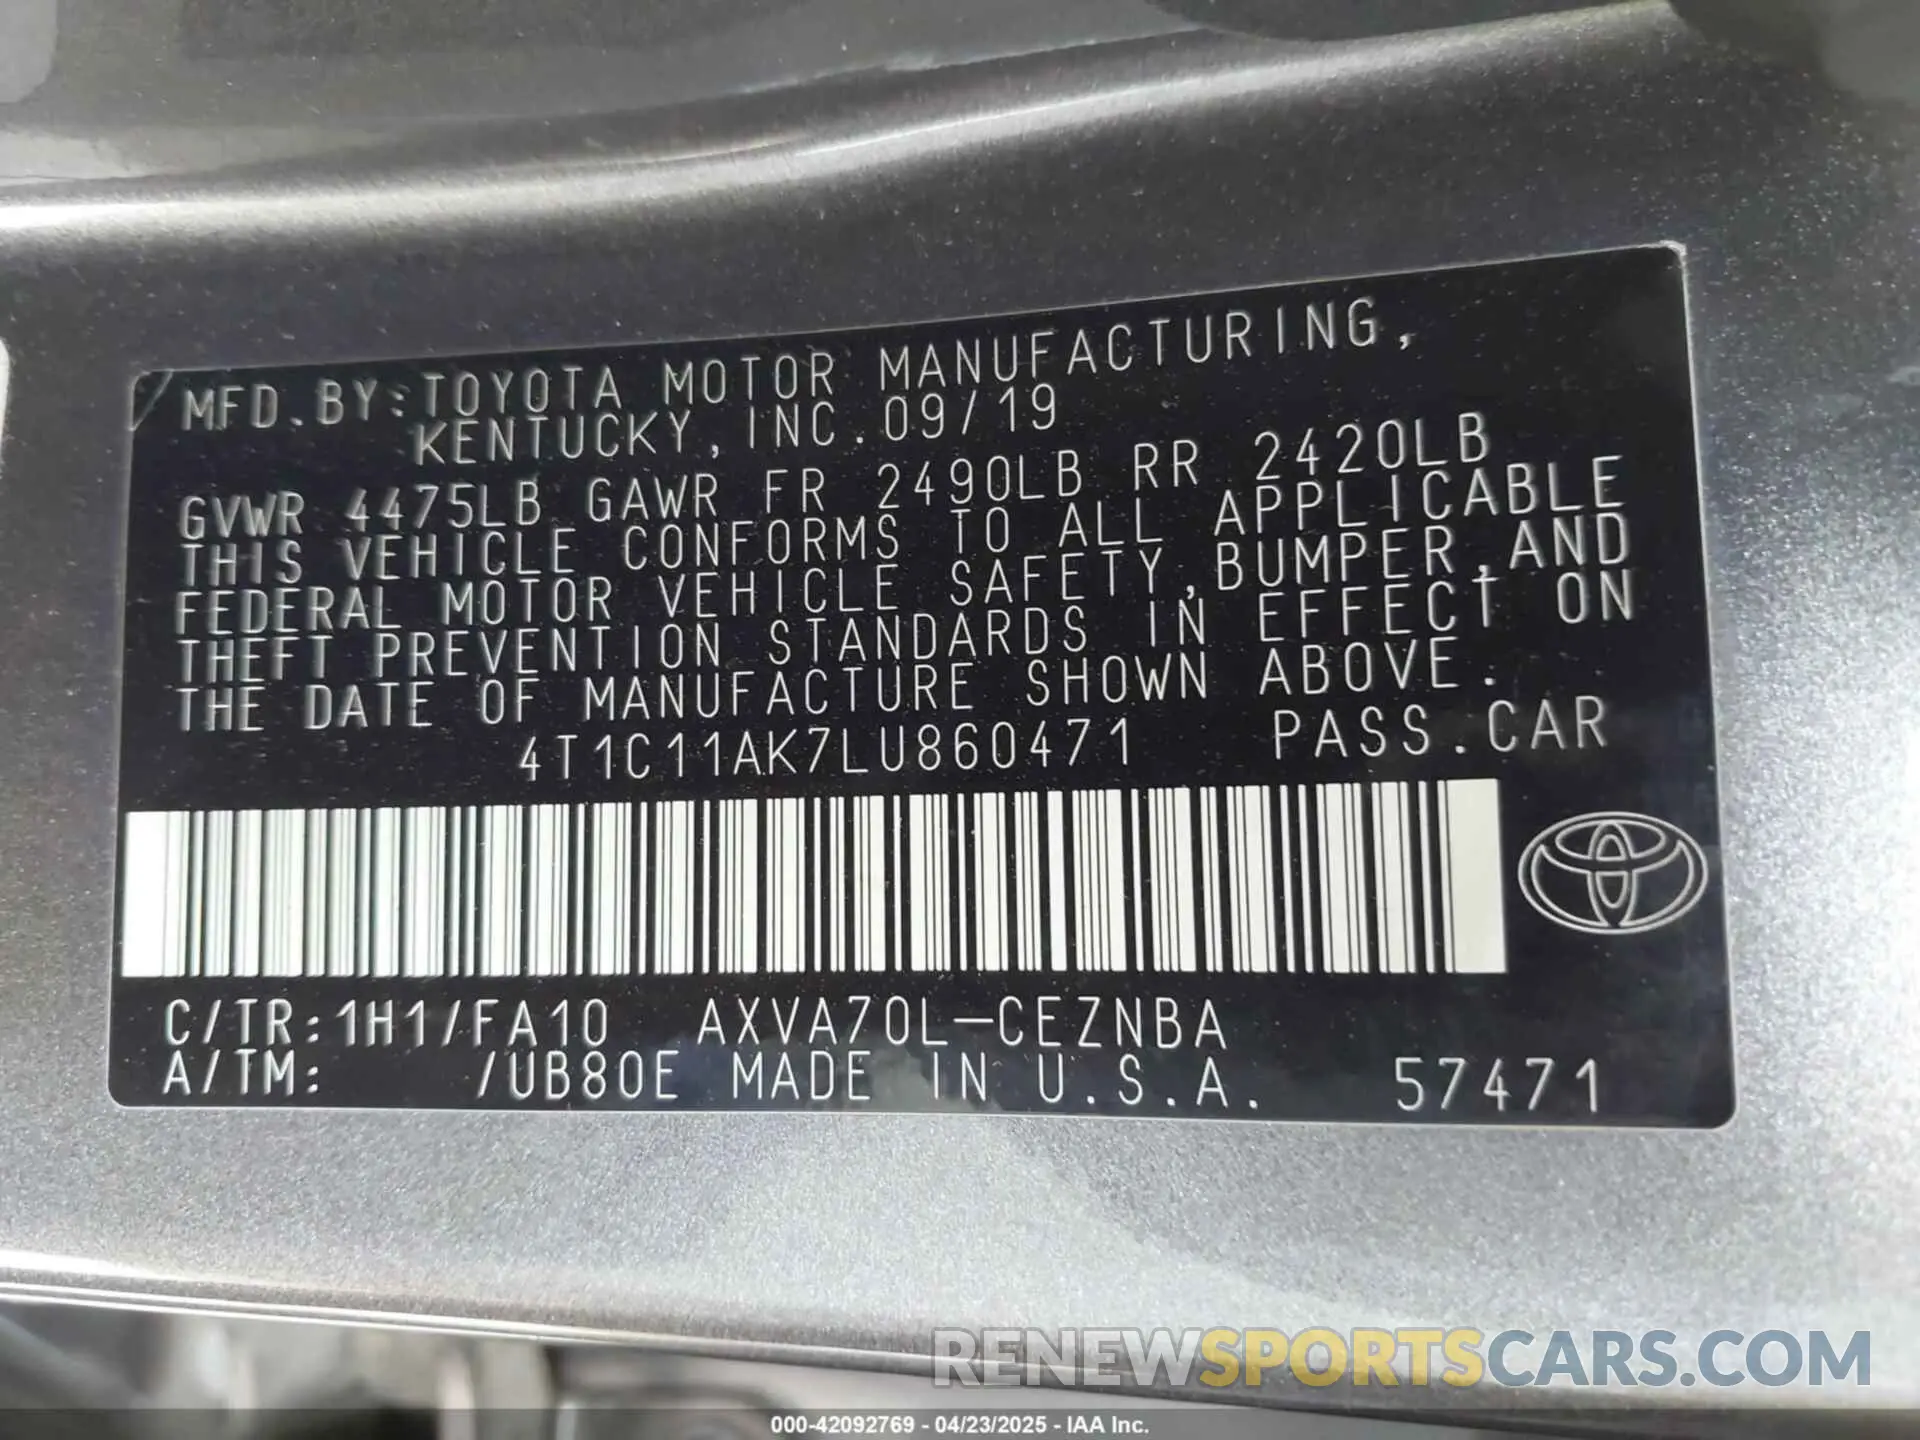 MFD.BY:TOYOTA MOTOR MANUFACTURING,
KENTUCKY, INC.09/19
GVWR 4475LB GAWR FR 2490LB RR 2420LB
THIS VEHICLE CONFORMS TO ALL APPLICABLE
FEDERAL MOTOR VEHICLE SAFETY,BUMPER,AND
THEFT PREVENTION STANDARDS IN EFFECT ON
THE DATE OF MANUFACTURE SHOWN ABOVE.
4T1C11AK7LU860471 PASS.CAR
C/TR:1H1/FA10 AXVA70L-CEZNBA
A/TM: /UB80E MADE IN U.S.A. 57471
RENEWSPORTSCARS.COM
000-42092769 - 04/23/2025 - IAA Inc.